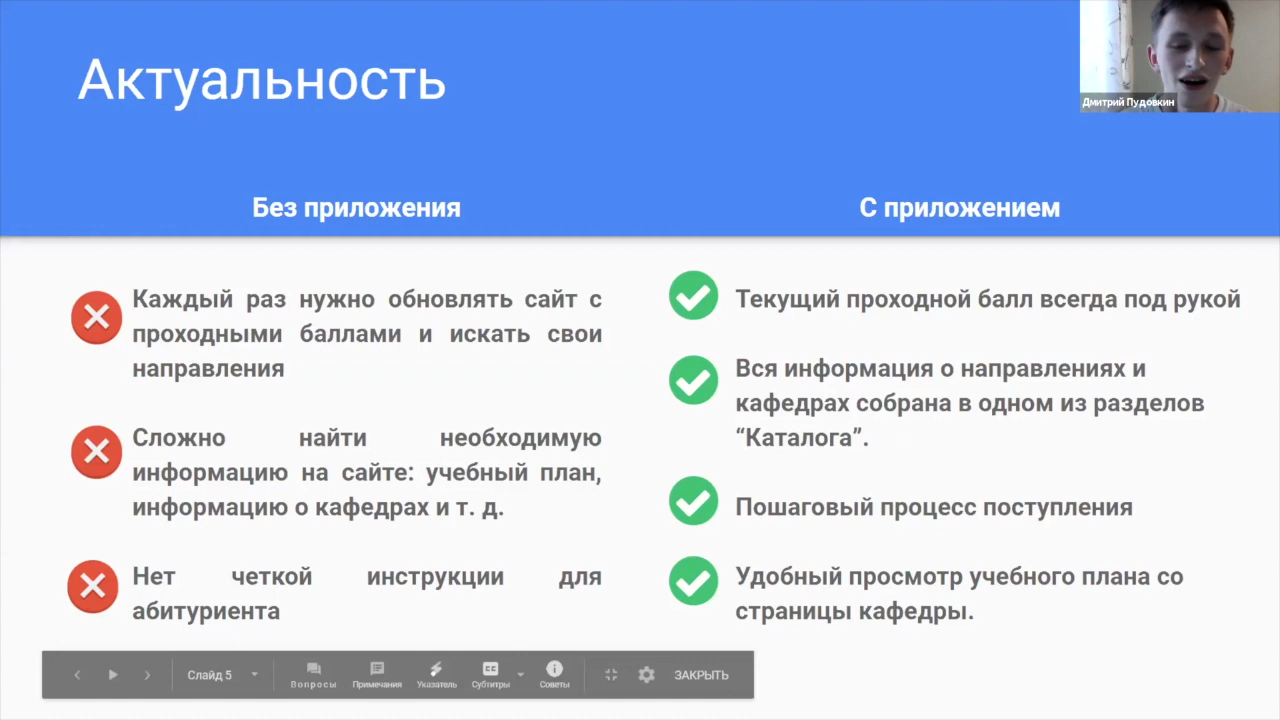 Актуальность
Дмитрий Пудовкин
Без приложения
С приложением
Каждый раз нужно обновлять сайт с
проходными баллами и искать свои
направления
Сложно найти необходимую
информацию на сайте: учебный план,
информацию о кафедрах и т. д.
Нет четкой инструкции для
абитуриента
Текущий проходной балл всегда под рукой
Вся информация о направлениях и
кафедрах собрана в одном из разделов
“Каталога”.
Пошаговый процесс поступления
Удобный просмотр учебного плана со
страницы кафедры.
Слайд 5
Вопросы
Примечания
Указатель
CC
Субтитры
Советы
ЗАКРЫТЬ